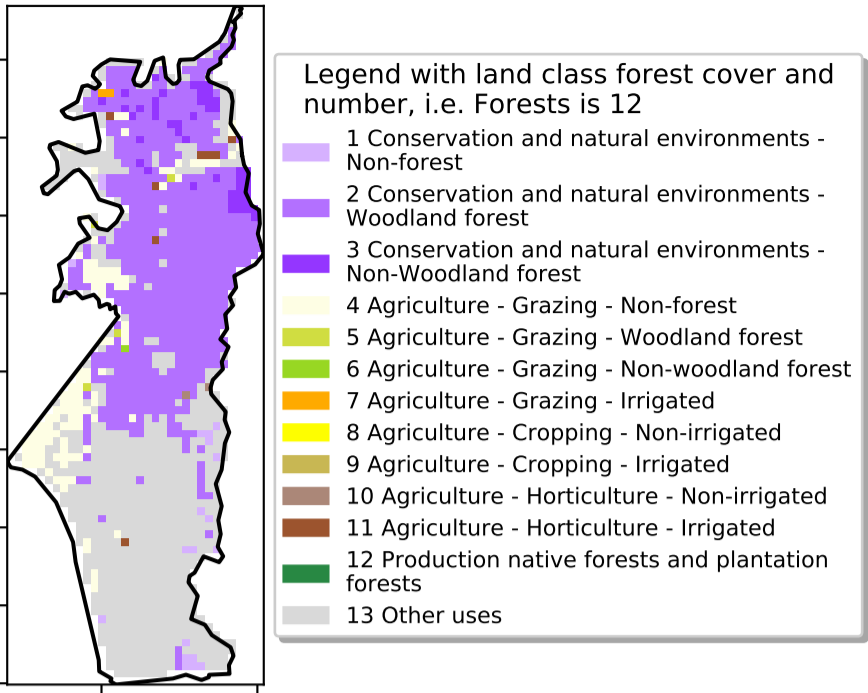 Legend with land class forest cover and
number, i.e. Forests is 12
1 Conservation and natural environments -
Non-forest
2 Conservation and natural environments -
Woodland forest
3 Conservation and natural environments -
Non-Woodland forest
4 Agriculture - Grazing - Non-forest
5 Agriculture - Grazing - Woodland forest
6 Agriculture - Grazing - Non-woodland forest
7 Agriculture - Grazing - Irrigated
8 Agriculture - Cropping - Non-irrigated
9 Agriculture - Cropping - Irrigated
10 Agriculture - Horticulture - Non-irrigated
11 Agriculture - Horticulture - Irrigated
12 Production native forests and plantation
forests
13 Other uses